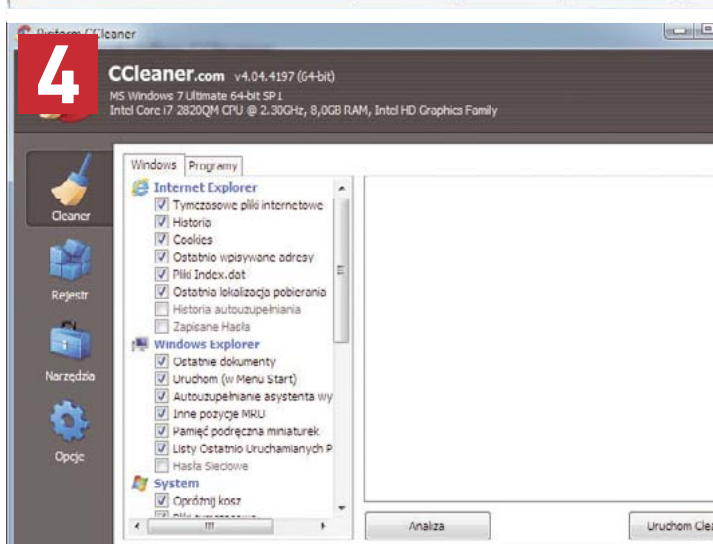 4
CCleaner.com v4.04.4197 (64-bit)
MS Windows 7 Ultimate 64-bit SP1
Intel Core i7 2820QM CPU @ 2.30GHz, 8,0GB RAM, Intel HD Graphics Family
Cleaner
Rejestr
Narzędzia
Opcje
Windows
Programy
Internet Explorer
Tymczasowe pliki internetowe
Historia
Cookies
Ostatnio wpisywane adresy
Pliki Index.dat
Ostatnia lokalizacja pobierania
Historia autouzupełniania
Zapisane Hasła
Windows Explorer
Ostatnie dokumenty
Uruchom (w Menu Start)
Autouzupełnianie asystenta wy
Inne pozycje MRU
Pamięć podręczna miniaturek
Listy Ostatnio Uruchamianych P
Hasła Sieciowe
System
Opróżnij kosz
Analiza
Uruchom Clea